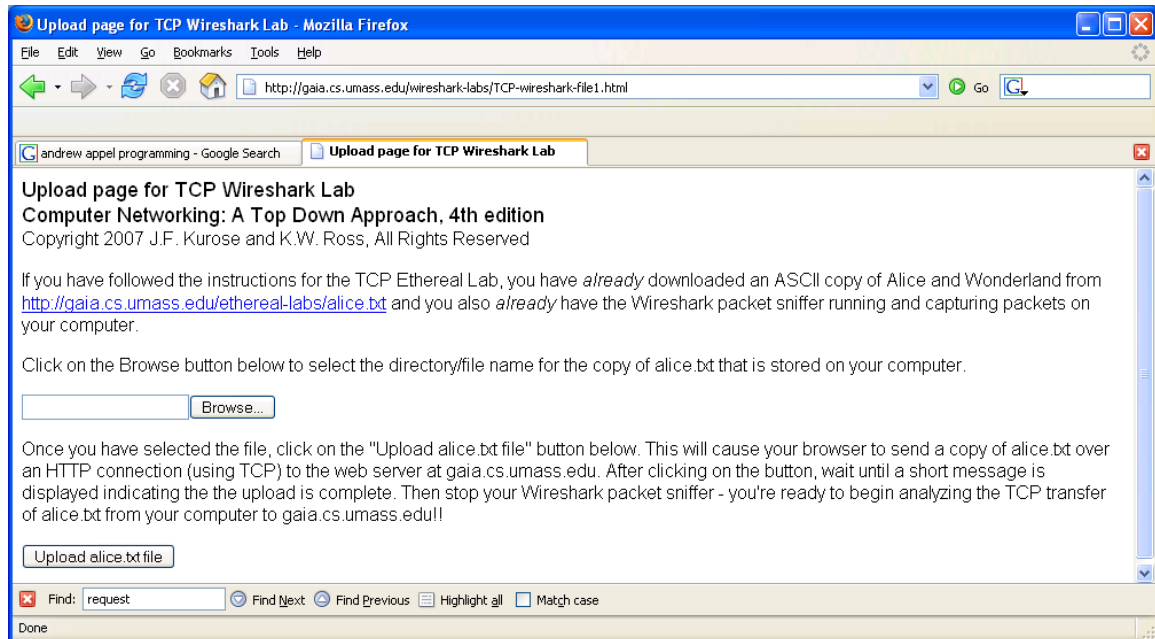 Upload page for TCP Wireshark Lab - Mozilla Firefox
File Edit View Go Bookmarks Tools Help
http://gaia.cs.umass.edu/wireshark-labs/TCP-wireshark-file1.html Go G
G andrew appel programming - Google Search Upload page for TCP Wireshark Lab
Upload page for TCP Wireshark Lab
Computer Networking: A Top Down Approach, 4th edition
Copyright 2007 J.F. Kurose and K.W. Ross, All Rights Reserved
If you have followed the instructions for the TCP Ethereal Lab, you have already downloaded an ASCII copy of Alice and Wonderland from
http://gaia.cs.umass.edu/ethereal-labs/alice.txt and you also already have the Wireshark packet sniffer running and capturing packets on
your computer.
Click on the Browse button below to select the directory/file name for the copy of alice.txt that is stored on your computer.
Browse...
Once you have selected the file, click on the "Upload alice.txt file" button below. This will cause your browser to send a copy of alice.txt over
an HTTP connection (using TCP) to the web server at gaia.cs.umass.edu. After clicking on the button, wait until a short message is
displayed indicating the the upload is complete. Then stop your Wireshark packet sniffer - you're ready to begin analyzing the TCP transfer
of alice.txt from your computer to gaia.cs.umass.edu!!
Upload alice.txt file
Find: request Find Next Find Previous Highlight all Match case
Done